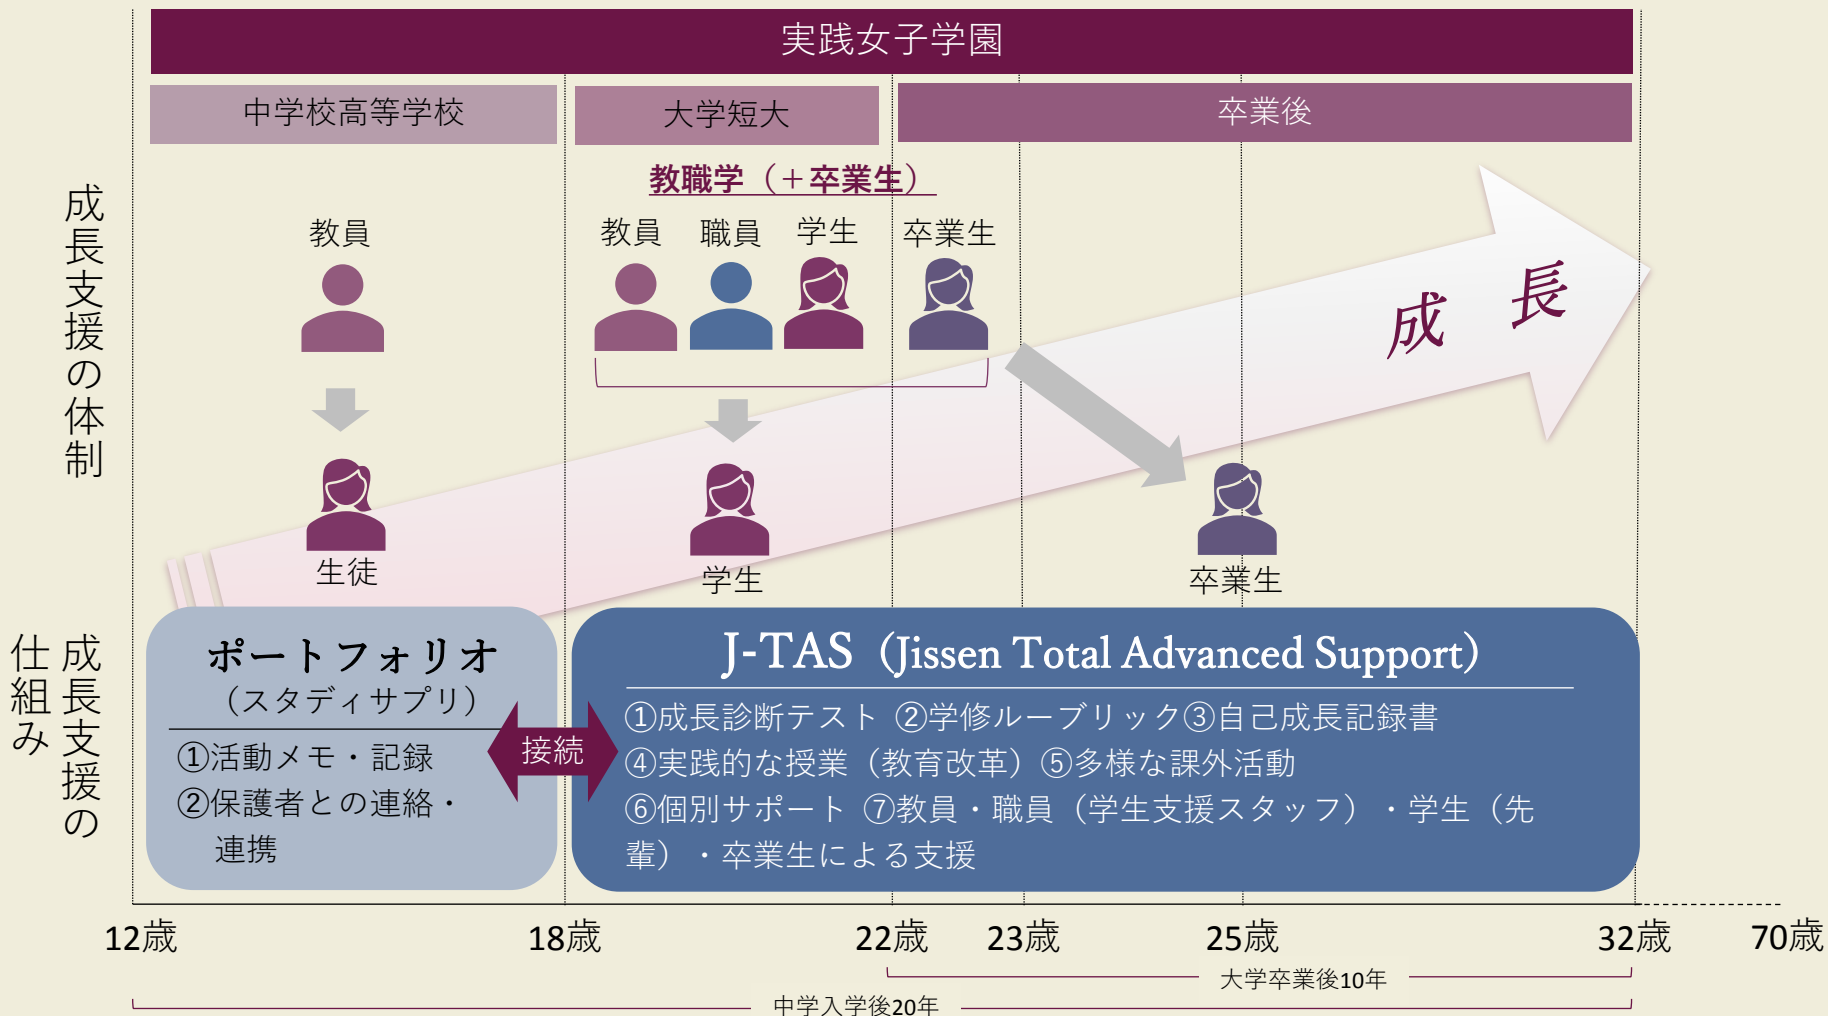 実践女子学園
中学校高等学校
大学短大
卒業後
教職学（＋卒業生）
成長支援の体制
教員
教員
職員
学生
卒業生
成 長
生徒
学生
卒業生
成長支援の
仕組み
ポートフォリオ
（スタディサプリ）
①活動メモ・記録
②保護者との連絡・
連携
接続
J-TAS（Jissen Total Advanced Support）
①成長診断テスト ②学修ルーブリック③自己成長記録書
④実践的な授業（教育改革）⑤多様な課外活動
⑥個別サポート ⑦教員・職員（学生支援スタッフ）・学生（先
輩）・卒業生による支援
12歳
18歳
22歳
23歳
25歳
32歳
70歳
大学卒業後10年
中学入学後20年